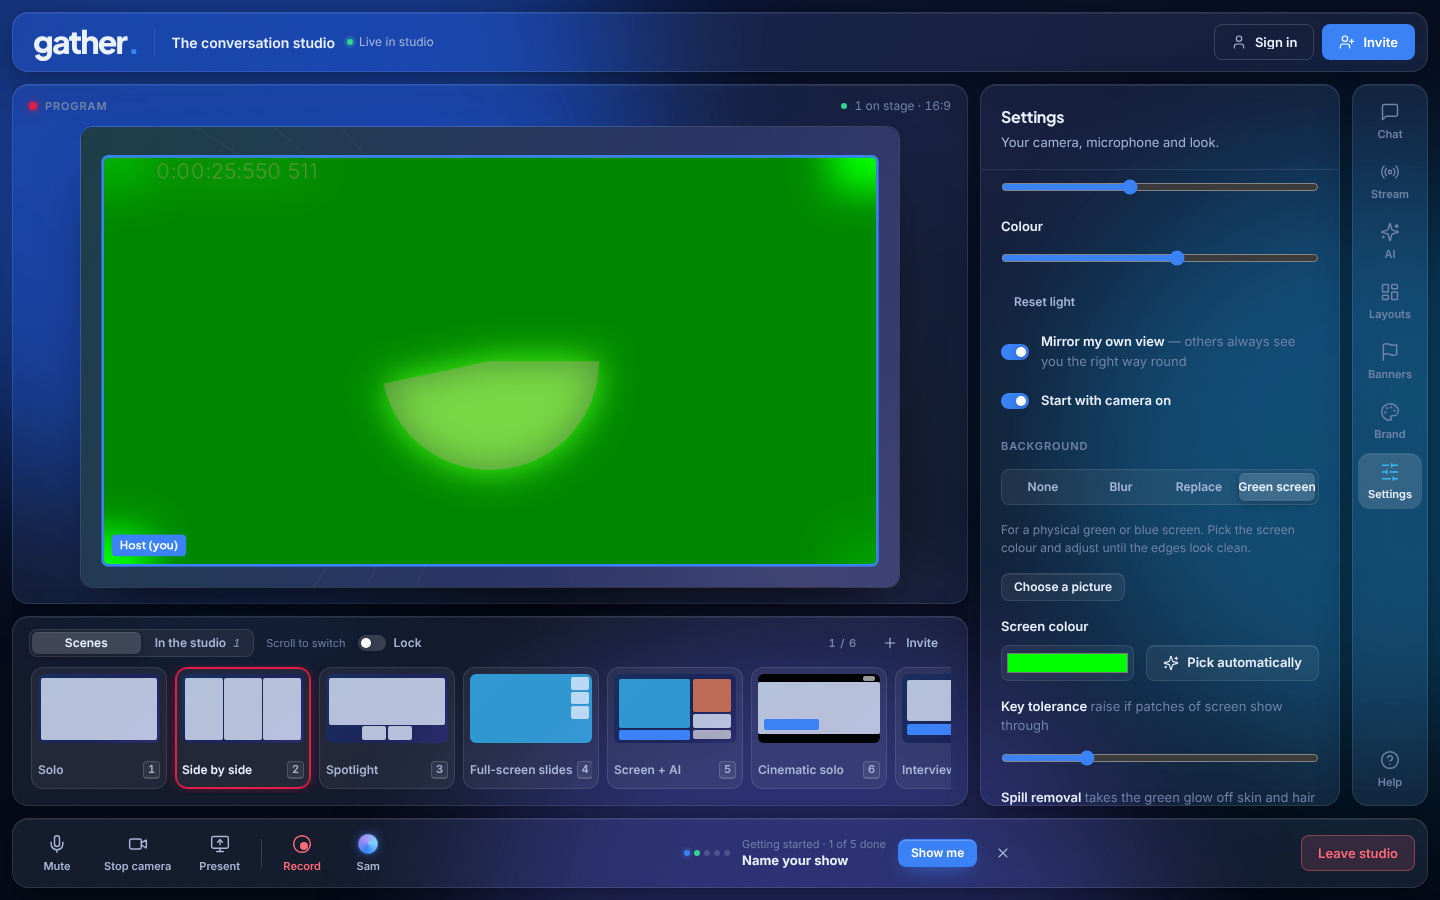 gather.
The conversation studio
Live in studio
Sign in
Invite
PROGRAM
1 on stage · 16:9
0:00:25:550 511
Host (you)
Scenes
In the studio 1
Scroll to switch
Lock
1 / 6
Invite
Solo 1
Side by side 2
Spotlight 3
Full-screen slides 4
Screen + AI 5
Cinematic solo 6
Interview
Settings
Your camera, microphone and look.
Colour
Reset light
Mirror my own view — others always see
you the right way round
Start with camera on
BACKGROUND
None
Blur
Replace
Green screen
For a physical green or blue screen. Pick the screen
colour and adjust until the edges look clean.
Choose a picture
Screen colour
Pick automatically
Key tolerance raise if patches of screen show
through
Spill removal takes the green glow off skin and hair
Chat
Stream
AI
Layouts
Banners
Brand
Settings
Help
Mute
Stop camera
Present
Record
Sam
Getting started · 1 of 5 done
Name your show
Show me
Leave studio